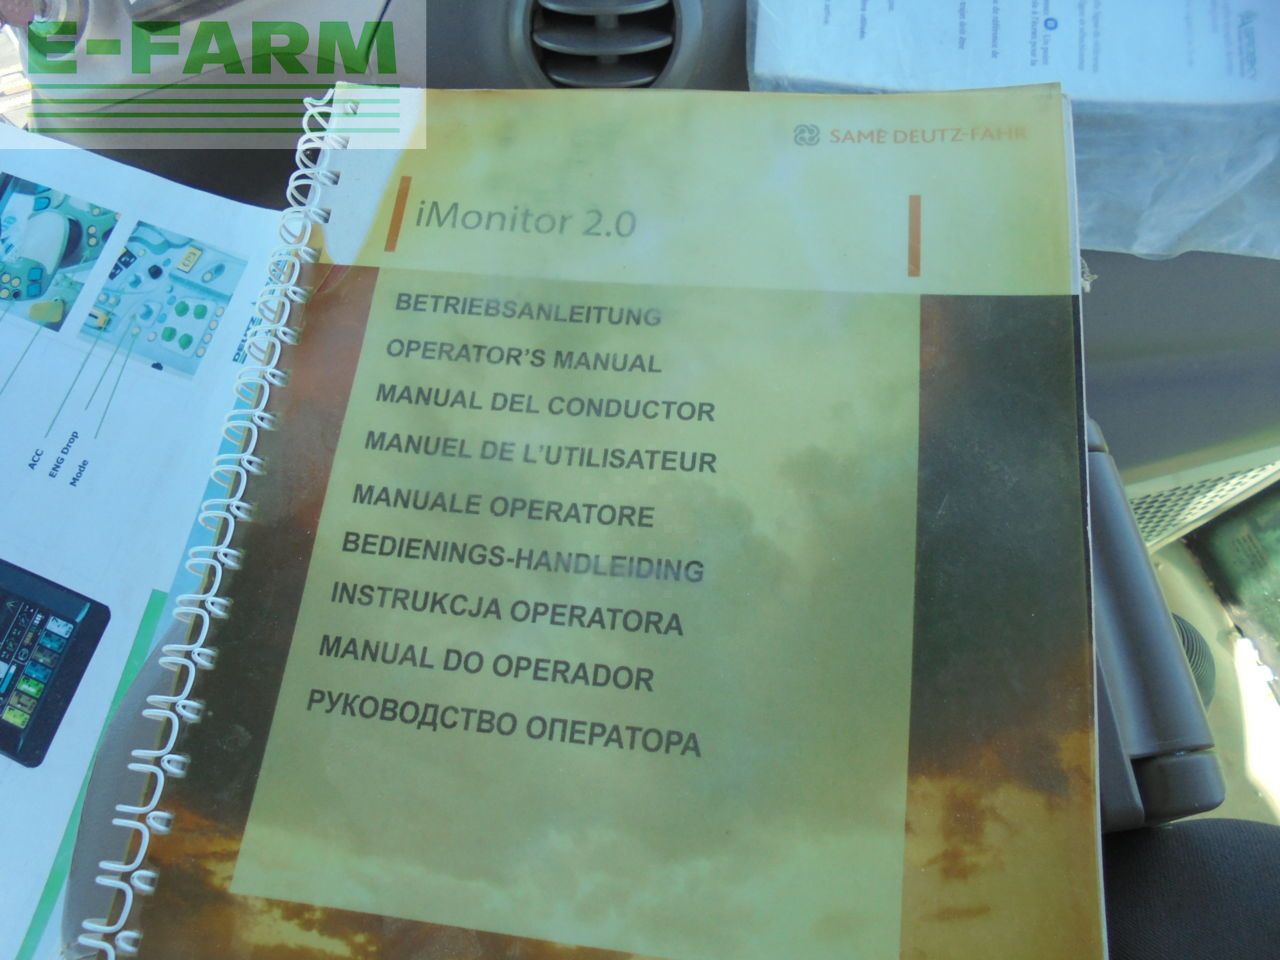 E-FARM
SAME DEUTZ-FAHR
iMonitor 2.0
BETRIEBSANLEITUNG
OPERATOR'S MANUAL
MANUAL DEL CONDUCTOR
MANUEL DE L'UTILISATEUR
MANUALE OPERATORE
BEDIENINGS-HANDLEIDING
INSTRUKCJA OPERATORA
MANUAL DO OPERADOR
РУКОВОДСТВО ОПЕРАТОРА
DEUTZ
ACC
ENG Drop
Mode